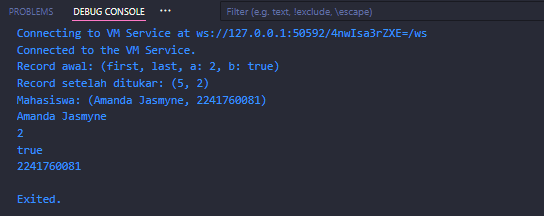 PROBLEMS DEBUG CONSOLE ··· Filter (e.g. text, !exclude, \escape)
Connecting to VM Service at ws://127.0.0.1:50592/4nwIsa3rZXE=/ws
Connected to the VM Service.
Record awal: (first, last, a: 2, b: true)
Record setelah ditukar: (5, 2)
Mahasiswa: (Amanda Jasmyne, 2241760081)
Amanda Jasmyne
2
true
2241760081
Exited.